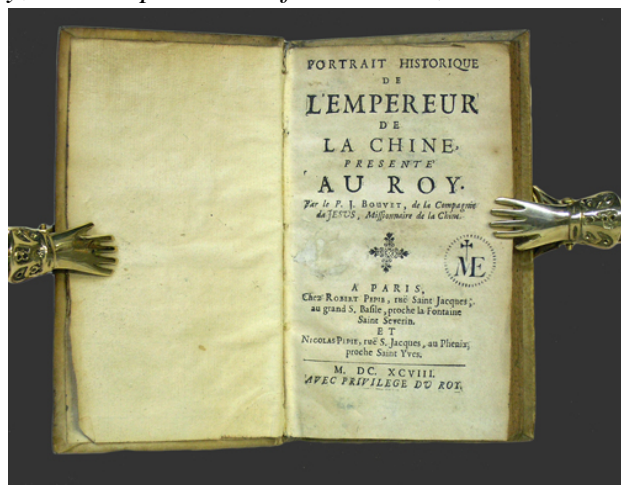 PORTRAIT HISTORIQUE
DE
L'EMPEREUR
DE
LA CHINE.
PRESENTÉ
AU ROY.
Par le P. J. BOUVET, de la Compagnie
de JESUS, Missionnaire de la Chine.
ME
A PARIS,
Chez ROBERT PEPIE, ruë Saint Jacques;
au grand S. Basile, proche la Fontaine
Saint Severin.
ET
NICOLAS PEPIE, ruë S. Jacques, au Phenix;
proche Saint Yves.
M. DC. XCVIII.
AVEC PRIVILEGE DU ROY.